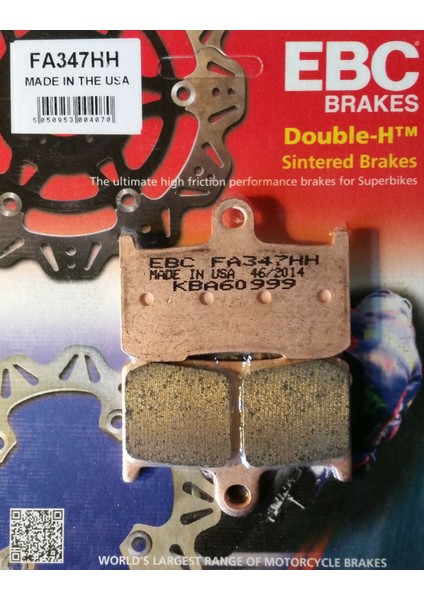 FA347HH
MADE IN THE USA
5 050953 004070
EBC
BRAKES
Double-H™
Sintered Brakes
The ultimate high friction performance brakes for Superbikes
EBC FA347HH
MADE IN USA 46/2014
KBA60999
WORLD'S LARGEST RANGE OF MOTORCYCLE BRAKES